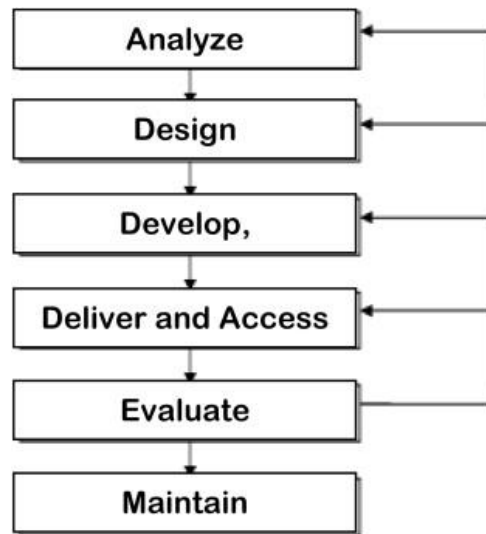 Analyze
Design
Develop,
Deliver and Access
Evaluate
Maintain